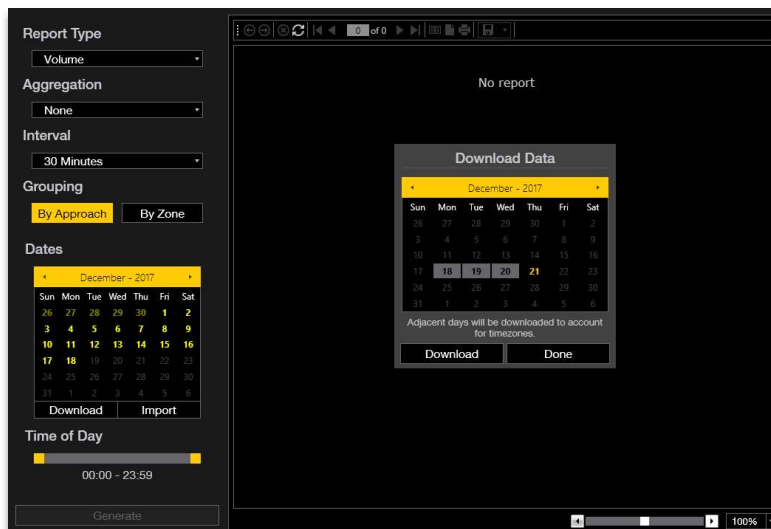 Report Type
Volume
Aggregation
None
Interval
30 Minutes
Grouping
By Approach By Zone
Dates
December - 2017
Sun Mon Tue Wed Thu Fri Sat
26 27 28 29 30 1 2
3 4 5 6 7 8 9
10 11 12 13 14 15 16
17 18 19 20 21 22 23
24 25 26 27 28 29 30
31 1 2 3 4 5 6
Download Import
Time of Day
00:00 - 23:59
Generate
0 of 0
No report
Download Data
December - 2017
Sun Mon Tue Wed Thu Fri Sat
26 27 28 29 30 1 2
3 4 5 6 7 8 9
10 11 12 13 14 15 16
17 18 19 20 21 22 23
24 25 26 27 28 29 30
31 1 2 3 4 5 6
Adjacent days will be downloaded to account
for timezones.
Download Done
100%